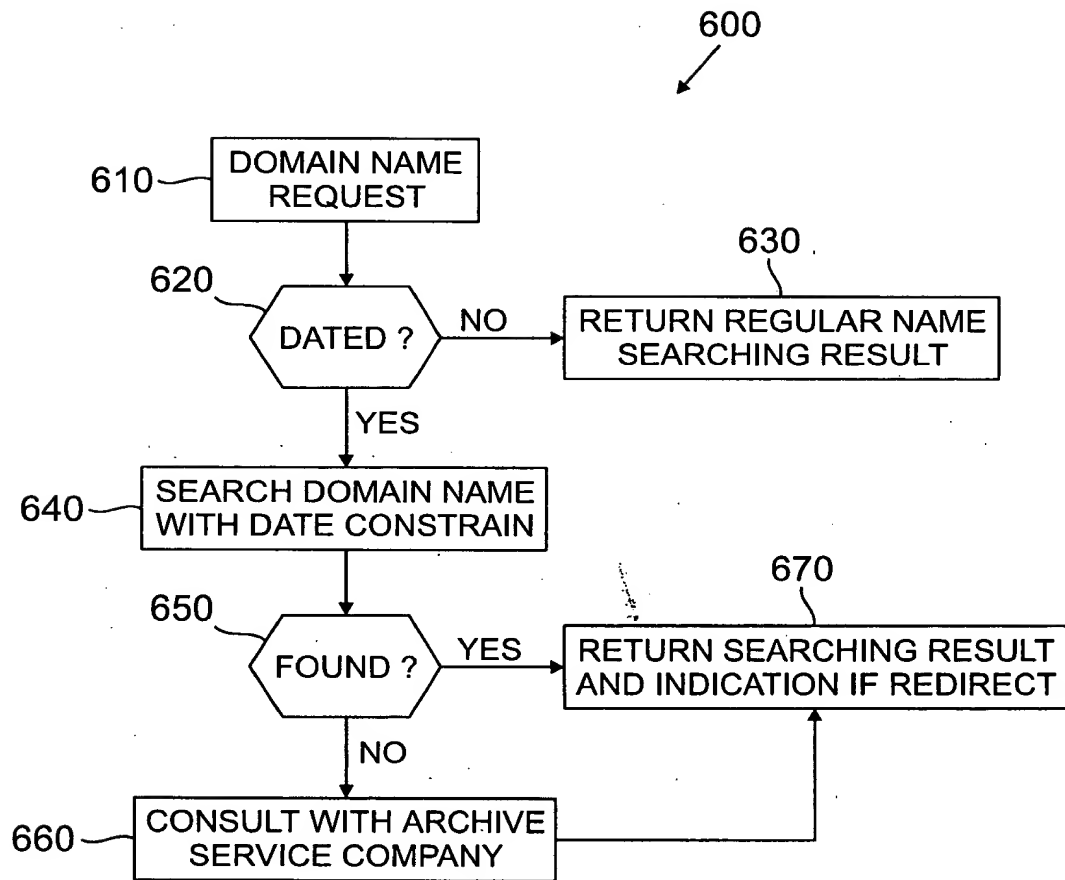 600
610
DOMAIN NAME
REQUEST
620
DATED ?
NO
630
RETURN REGULAR NAME
SEARCHING RESULT
YES
640
SEARCH DOMAIN NAME
WITH DATE CONSTRAIN
650
FOUND ?
YES
670
RETURN SEARCHING RESULT
AND INDICATION IF REDIRECT
NO
660
CONSULT WITH ARCHIVE
SERVICE COMPANY